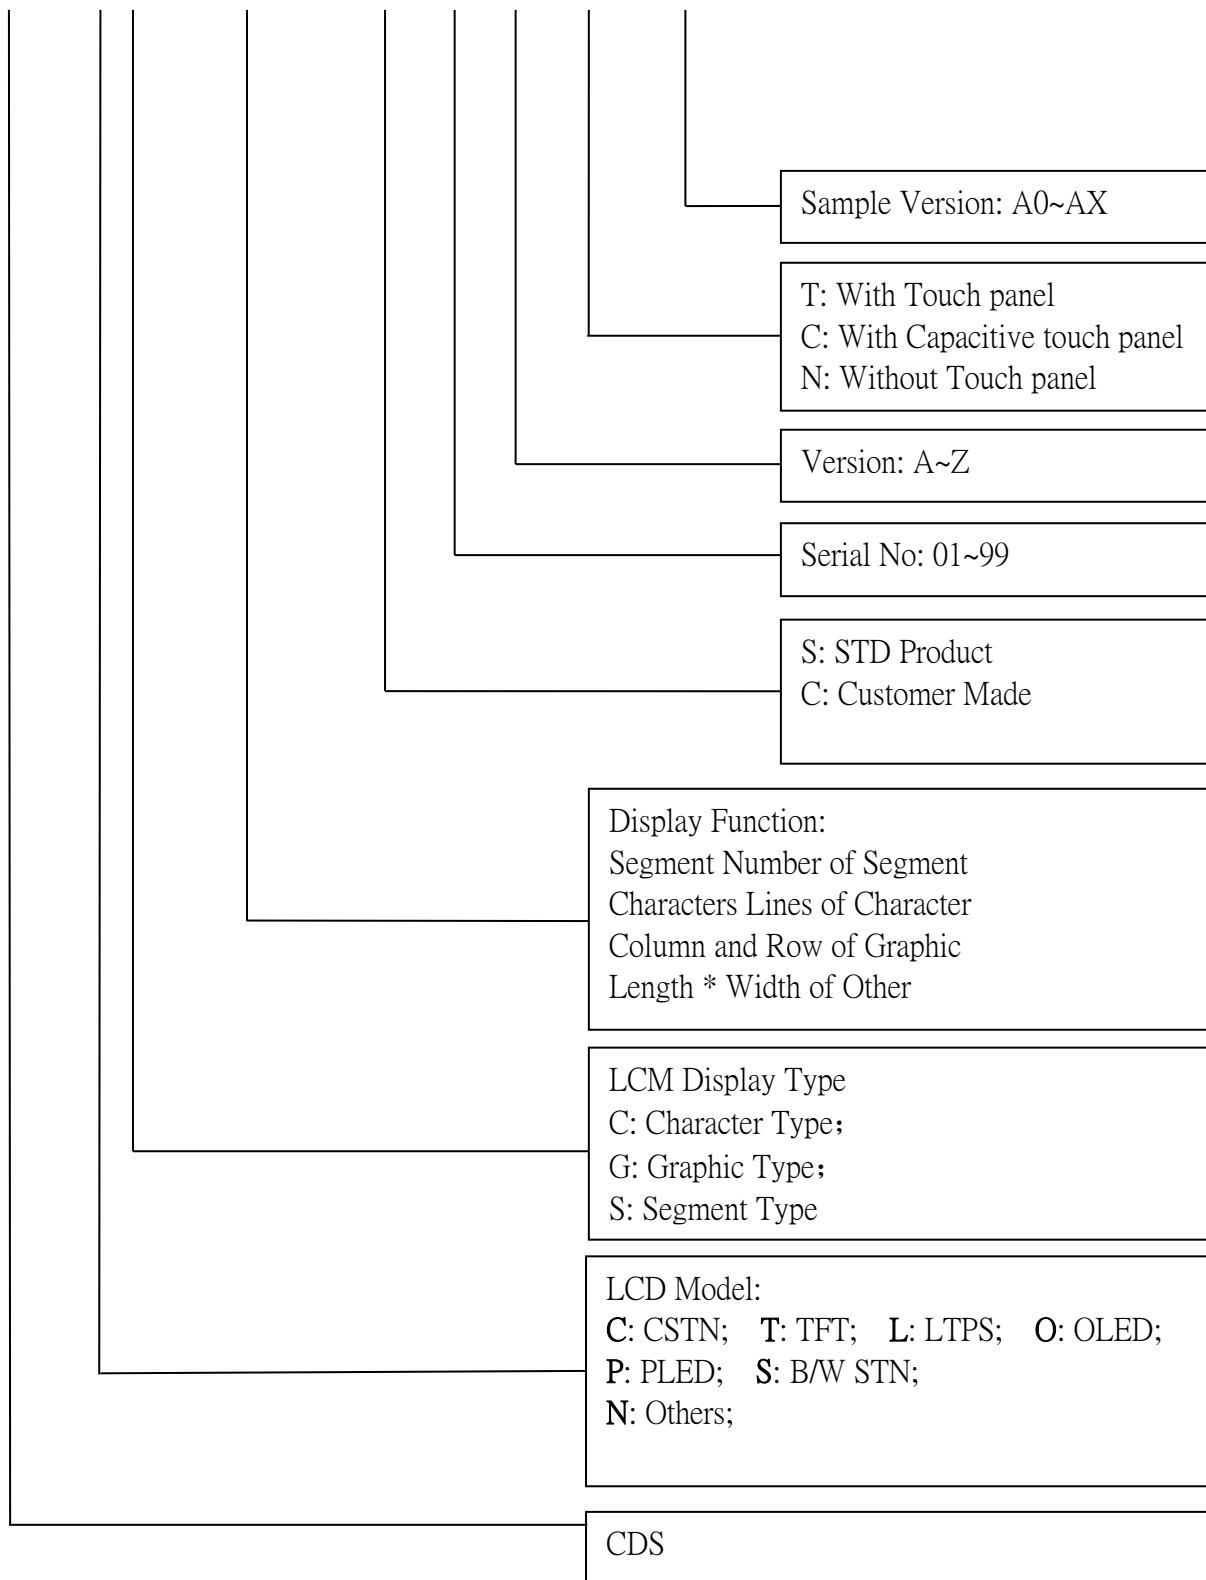 Sample Version: A0~AX
T: With Touch panel
C: With Capacitive touch panel
N: Without Touch panel
Version: A~Z
Serial No: 01~99
S: STD Product
C: Customer Made
Display Function:
Segment Number of Segment
Characters Lines of Character
Column and Row of Graphic
Length * Width of Other
LCM Display Type
C: Character Type；
G: Graphic Type；
S: Segment Type
LCD Model:
C: CSTN; T: TFT; L: LTPS; O: OLED;
P: PLED; S: B/W STN;
N: Others;
CDS